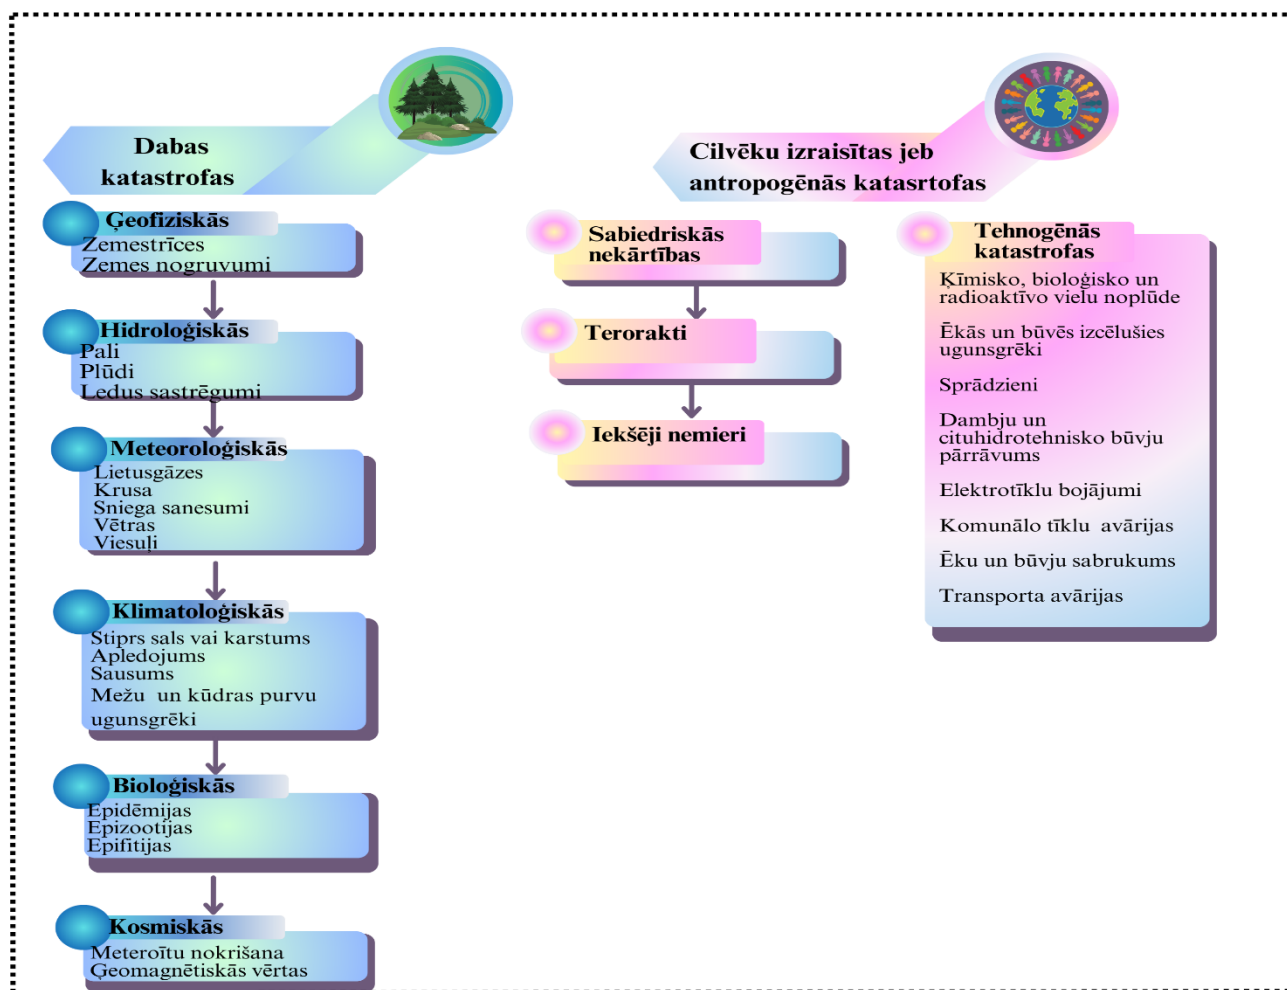 Dabas
katastrofas
Ģeofiziskās
Zemestrīces
Zemes nogruvumi
Hidroloģiskās
Pali
Plūdi
Ledus sastrēgumi
Meteoroloģiskās
Lietusgāzes
Krusa
Sniega sanesumi
Vētras
Viesuļi
Klimatoloģiskās
Stiprs sals vai karstums
Apledojums
Sausums
Mežu un kūdras purvu
ugunsgrēki
Bioloģiskās
Epidēmijas
Epizootijas
Epifītijas
Kosmiskās
Meteroītu nokrišana
Ģeomagnētiskās vērtas
Cilvēku izraisītas jeb
antropogēnās katasrtofas
Sabiedriskās
nekārtības
Terorakti
Iekšēji nemieri
Tehnogēnās
katastrofas
Ķīmisko, bioloģisko un
radioaktīvo vielu noplūde
Ēkās un būvēs izcēlušies
ugunsgrēki
Sprādzieni
Dambju un
cituhidrotehnisko būvju
pārrāvums
Elektrotīklu bojājumi
Komunālo tīklu avārijas
Ēku un būvju sabrukums
Transporta avārijas